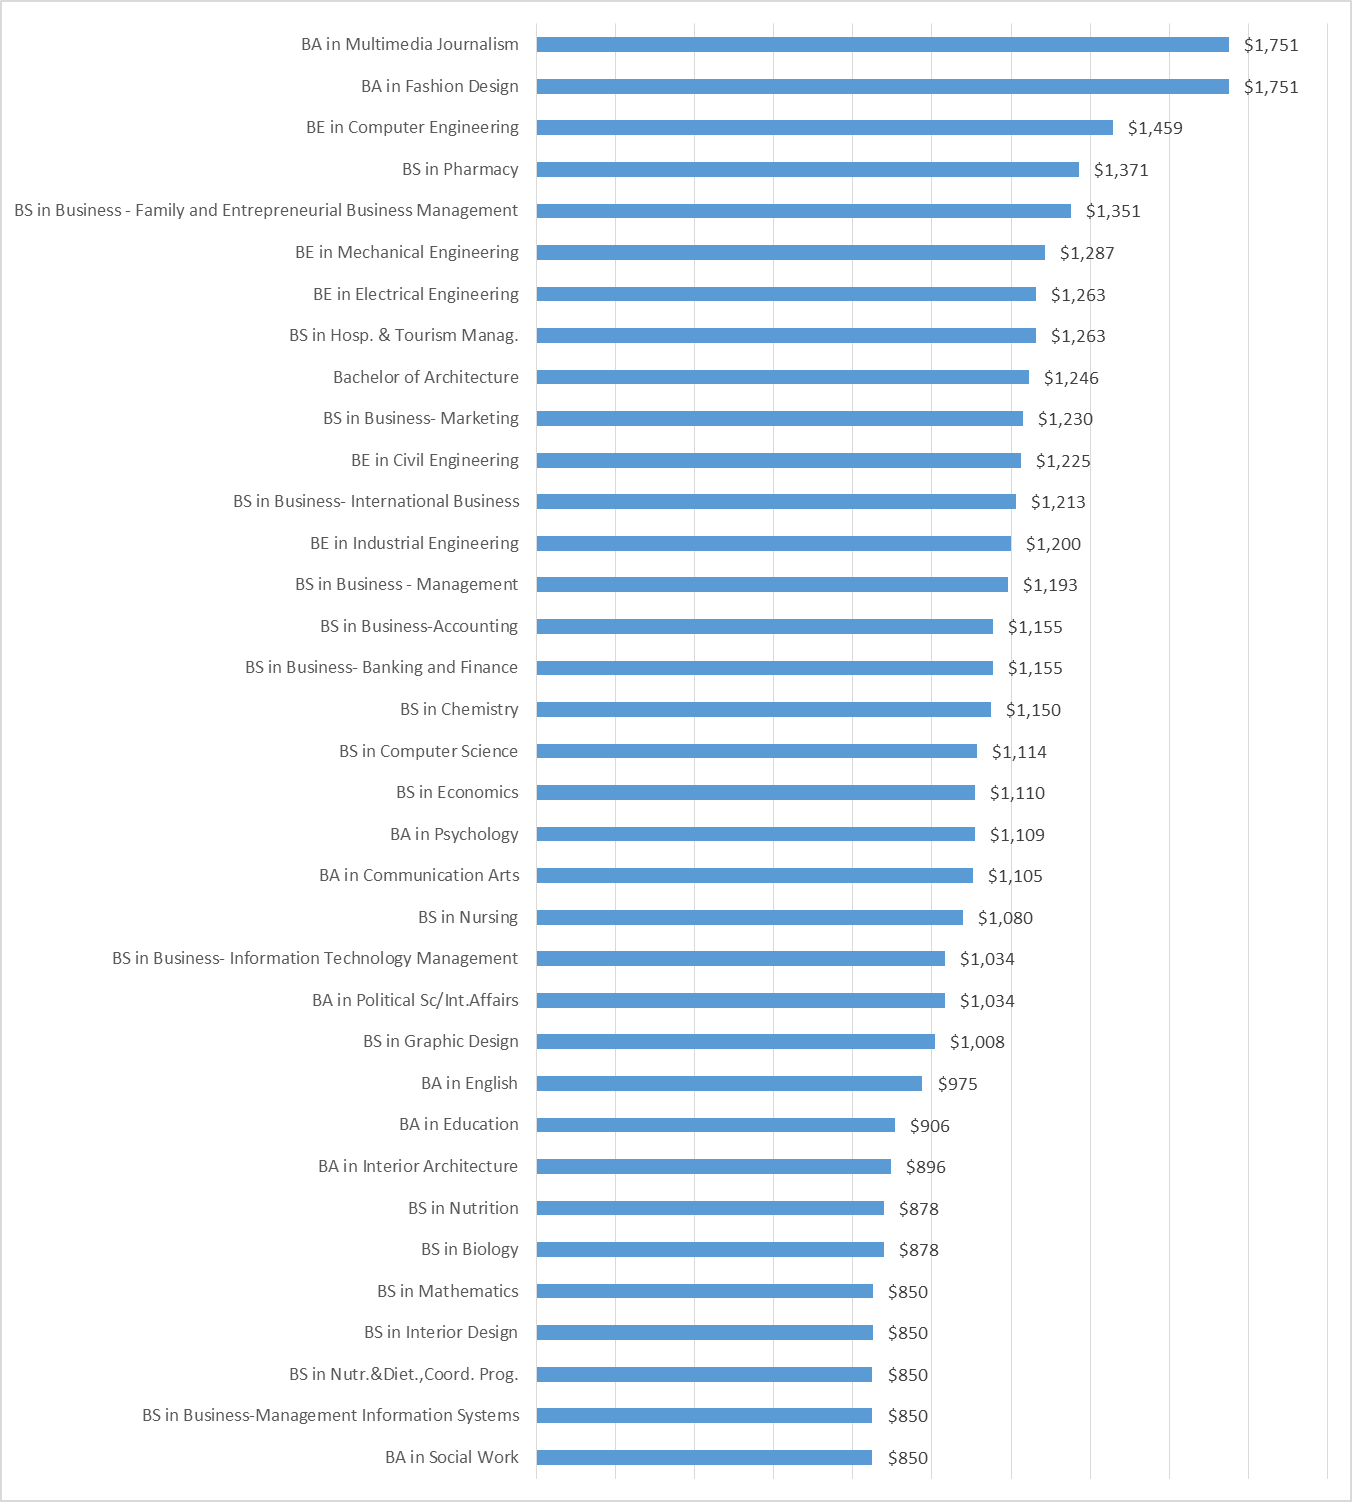 BA in Multimedia Journalism $1,751
BA in Fashion Design $1,751
BE in Computer Engineering $1,459
BS in Pharmacy $1,371
BS in Business - Family and Entrepreneurial Business Management $1,351
BE in Mechanical Engineering $1,287
BE in Electrical Engineering $1,263
BS in Hosp. & Tourism Manag. $1,263
Bachelor of Architecture $1,246
BS in Business- Marketing $1,230
BE in Civil Engineering $1,225
BS in Business- International Business $1,213
BE in Industrial Engineering $1,200
BS in Business - Management $1,193
BS in Business-Accounting $1,155
BS in Business- Banking and Finance $1,155
BS in Chemistry $1,150
BS in Computer Science $1,114
BS in Economics $1,110
BA in Psychology $1,109
BA in Communication Arts $1,105
BS in Nursing $1,080
BS in Business- Information Technology Management $1,034
BA in Political Sc/Int.Affairs $1,034
BS in Graphic Design $1,008
BA in English $975
BA in Education $906
BA in Interior Architecture $896
BS in Nutrition $878
BS in Biology $878
BS in Mathematics $850
BS in Interior Design $850
BS in Nutr.&Diet.,Coord. Prog. $850
BS in Business-Management Information Systems $850
BA in Social Work $850